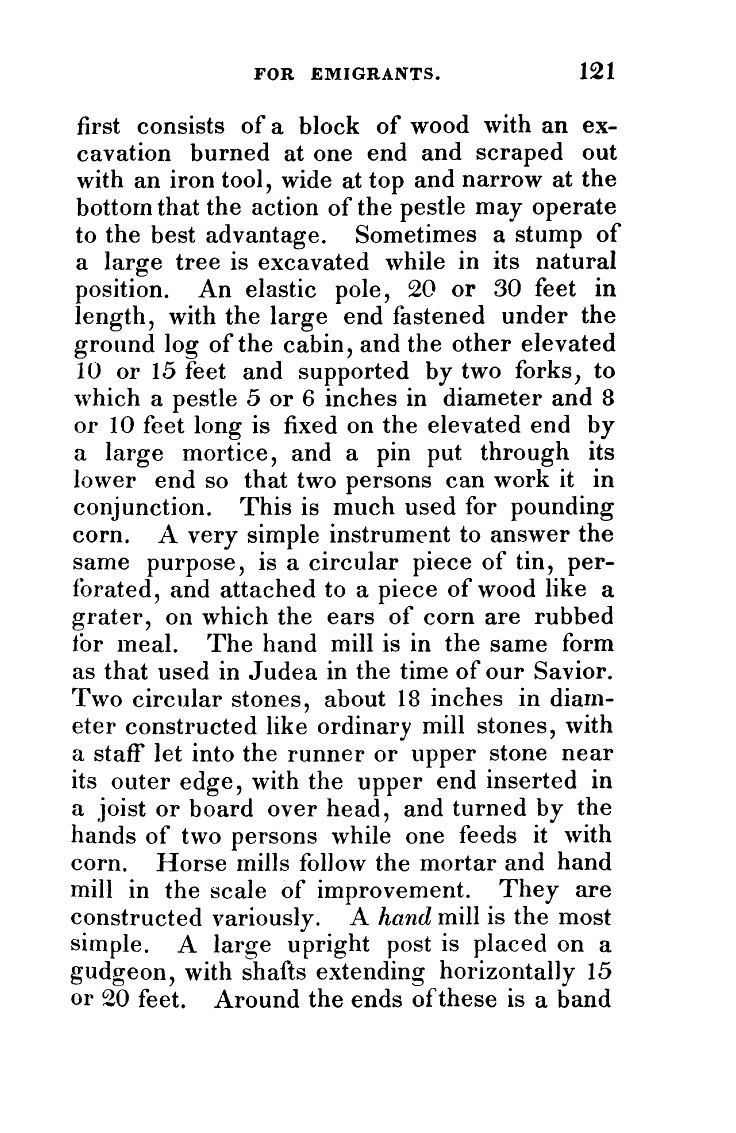 FOR EMIGRANTS. 121
first consists of a block of wood with an ex-
cavation burned at one end and scraped out
with an iron tool, wide at top and narrow at the
bottom that the action of the pestle may operate
to the best advantage. Sometimes a stump of
a large tree is excavated while in its natural
position. An elastic pole, 20 or 30 feet in
length, with the large end fastened under the
ground log of the cabin, and the other elevated
10 or 15 feet and supported by two forks, to
which a pestle 5 or 6 inches in diameter and 8
or 10 feet long is fixed on the elevated end by
a large mortice, and a pin put through its
lower end so that two persons can work it in
conjunction. This is much used for pounding
corn. A very simple instrument to answer the
same purpose, is a circular piece of tin, per-
forated, and attached to a piece of wood like a
grater, on which the ears of corn are rubbed
for meal. The hand mill is in the same form
as that used in Judea in the time of our Savior.
Two circular stones, about 18 inches in diam-
eter constructed like ordinary mill stones, with
a staff let into the runner or upper stone near
its outer edge, with the upper end inserted in
a joist or board over head, and turned by the
hands of two persons while one feeds it with
corn. Horse mills follow the mortar and hand
mill in the scale of improvement. They are
constructed variously. A hand mill is the most
simple. A large upright post is placed on a
gudgeon, with shafts extending horizontally 15
or 20 feet. Around the ends of these is a band